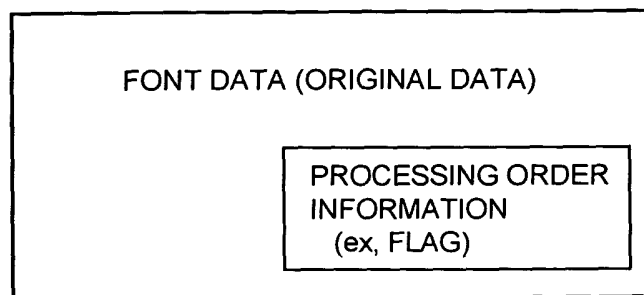 FONT DATA (ORIGINAL DATA)
PROCESSING ORDER
INFORMATION
(ex, FLAG)